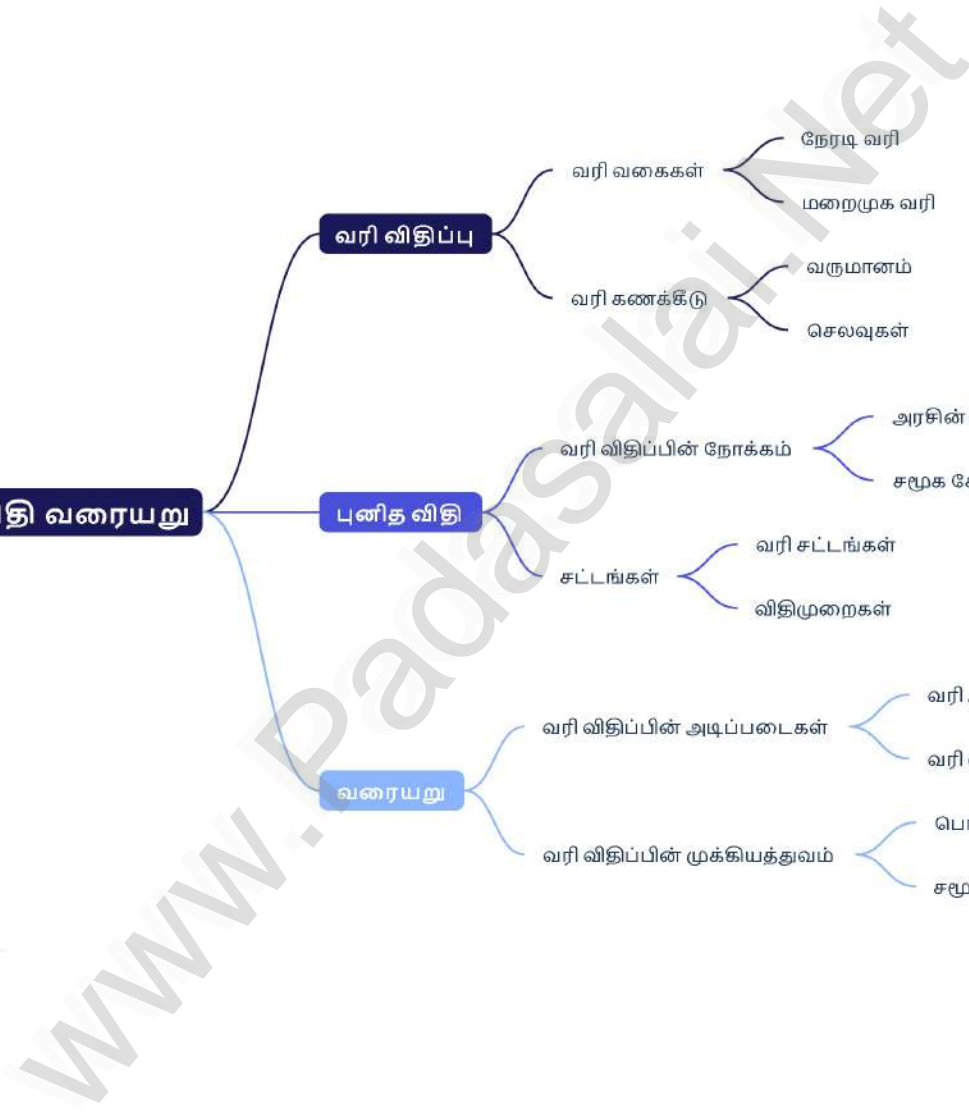 நேரடி வரி
வரி வகைகள்
மறைமுக வரி
வரி விதிப்பு
வருமானம்
வரி கணக்கீடு
செலவுகள்
அரசின்
வரி விதிப்பின் நோக்கம்
சமூக
வரையறு
புனித விதி
வரி சட்டங்கள்
சட்டங்கள்
விதிமுறைகள்
வரி
வரி விதிப்பின் அடிப்படைகள்
வரி
வரையறு
வரி விதிப்பின் முக்கியத்துவம்
www.Padasalai.Net